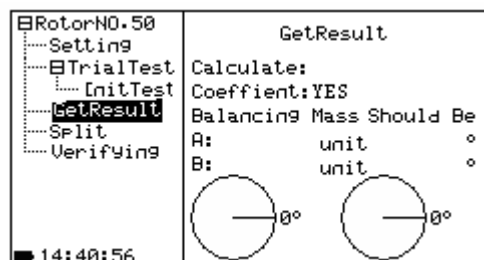 RotorNO.50
Setting
TrialTest
InitTest
GetResult
Split
Verifying
14:40:56
GetResult
Calculate:
Coeffient:YES
Balancing Mass Should Be
A: unit °
B: unit °
0° 0°